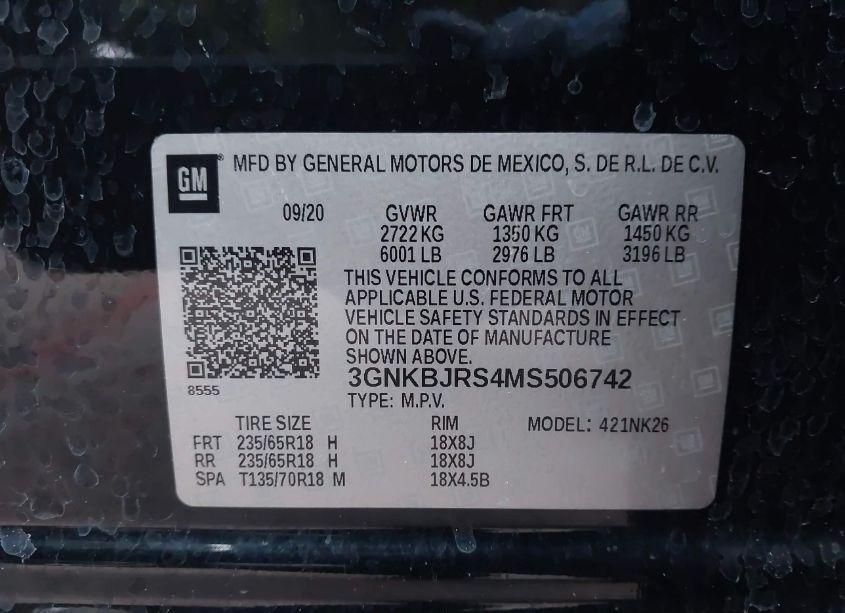 GM ® MFD BY GENERAL MOTORS DE MEXICO, S. DE R.L. DE C.V.
09/20 GVWR GAWR FRT GAWR RR
2722 KG 1350 KG 1450 KG
6001 LB 2976 LB 3196 LB
THIS VEHICLE CONFORMS TO ALL
APPLICABLE U.S. FEDERAL MOTOR
VEHICLE SAFETY STANDARDS IN EFFECT
ON THE DATE OF MANUFACTURE
SHOWN ABOVE.
3GNKBJRS4MS506742
8555
TYPE: M.P.V.
TIRE SIZE RIM MODEL: 421NK26
FRT 235/65R18 H 18X8J
RR 235/65R18 H 18X8J
SPA T135/70R18 M 18X4.5B